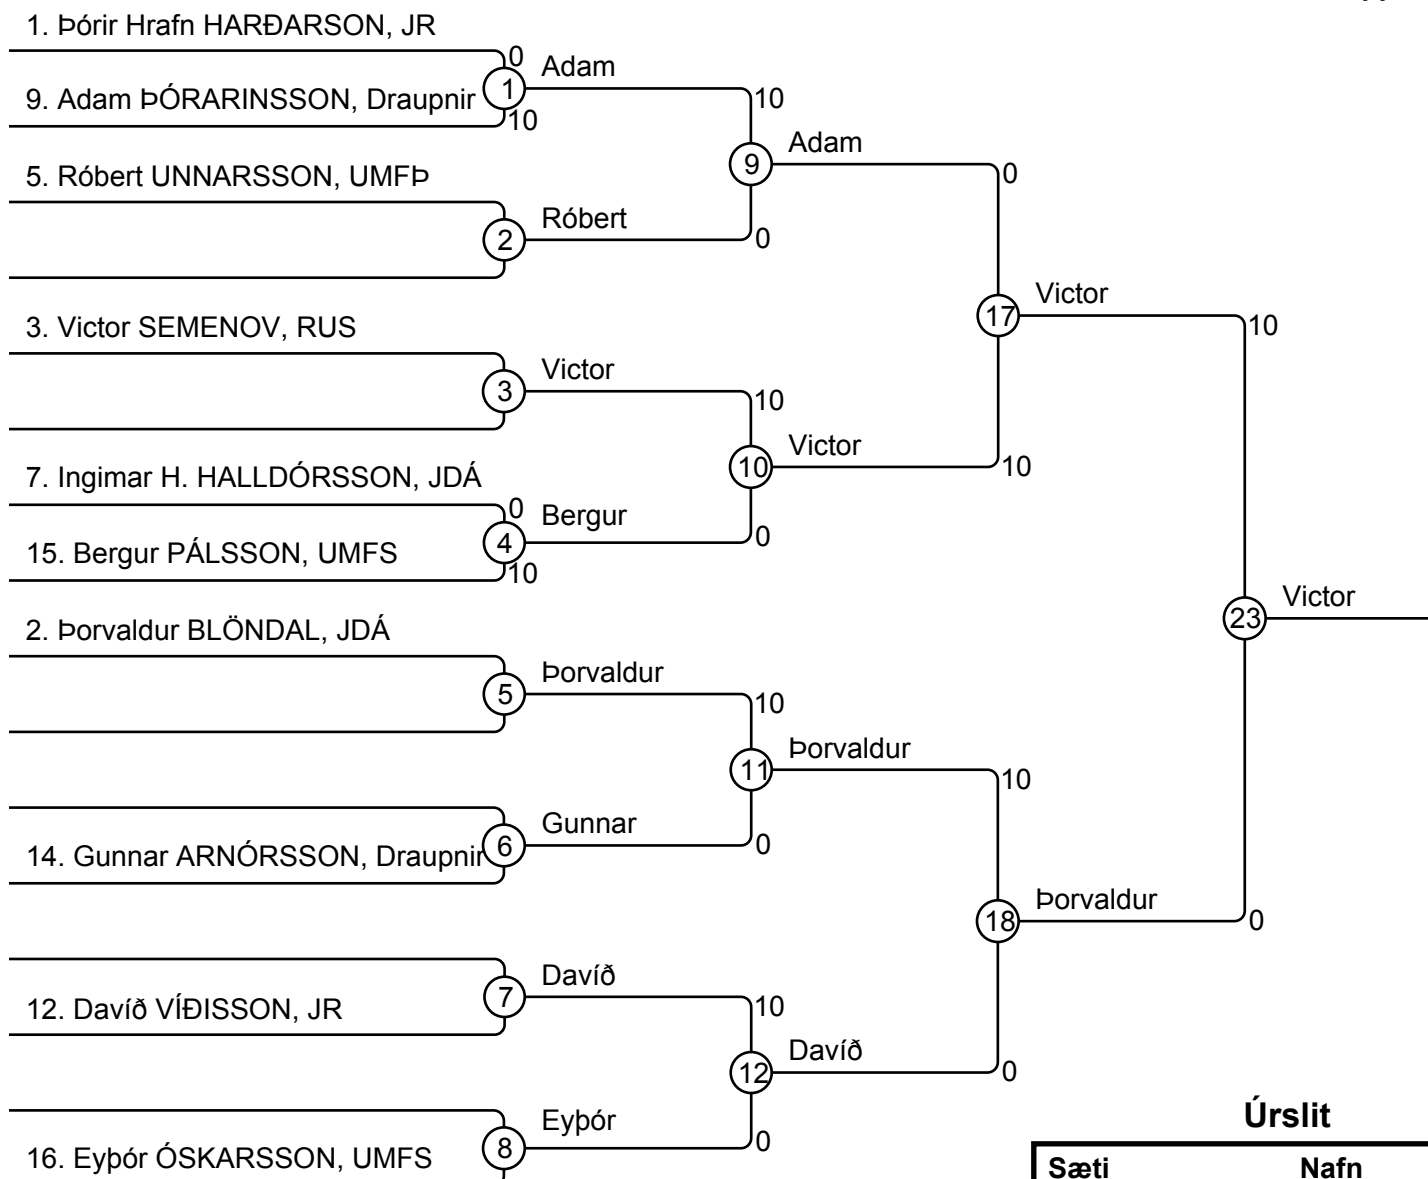 1. Þórir Hrafn HARÐARSON, JR
0
1
Adam
9. Adam ÞÓRARINSSON, Draupnir
10
10
9
Adam
5. Róbert UNNARSSON, UMFÞ
2
Róbert
0
0
17
Victor
3. Victor SEMENOV, RUS
3
Victor
10
10
Victor
10
10
7. Ingimar H. HALLDÓRSSON, JDÁ
0
4
Bergur
0
15. Bergur PÁLSSON, UMFS
10
23
Victor
2. Þorvaldur BLÖNDAL, JDÁ
5
Þorvaldur
10
11
Þorvaldur
10
6
Gunnar
0
14. Gunnar ARNÓRSSON, Draupnir
18
Þorvaldur
0
7
Davíð
10
12. Davíð VÍÐISSON, JR
12
Davíð
0
8
Eyþór
0
16. Eyþór ÓSKARSSON, UMFS
Úrslit
Sæti Nafn